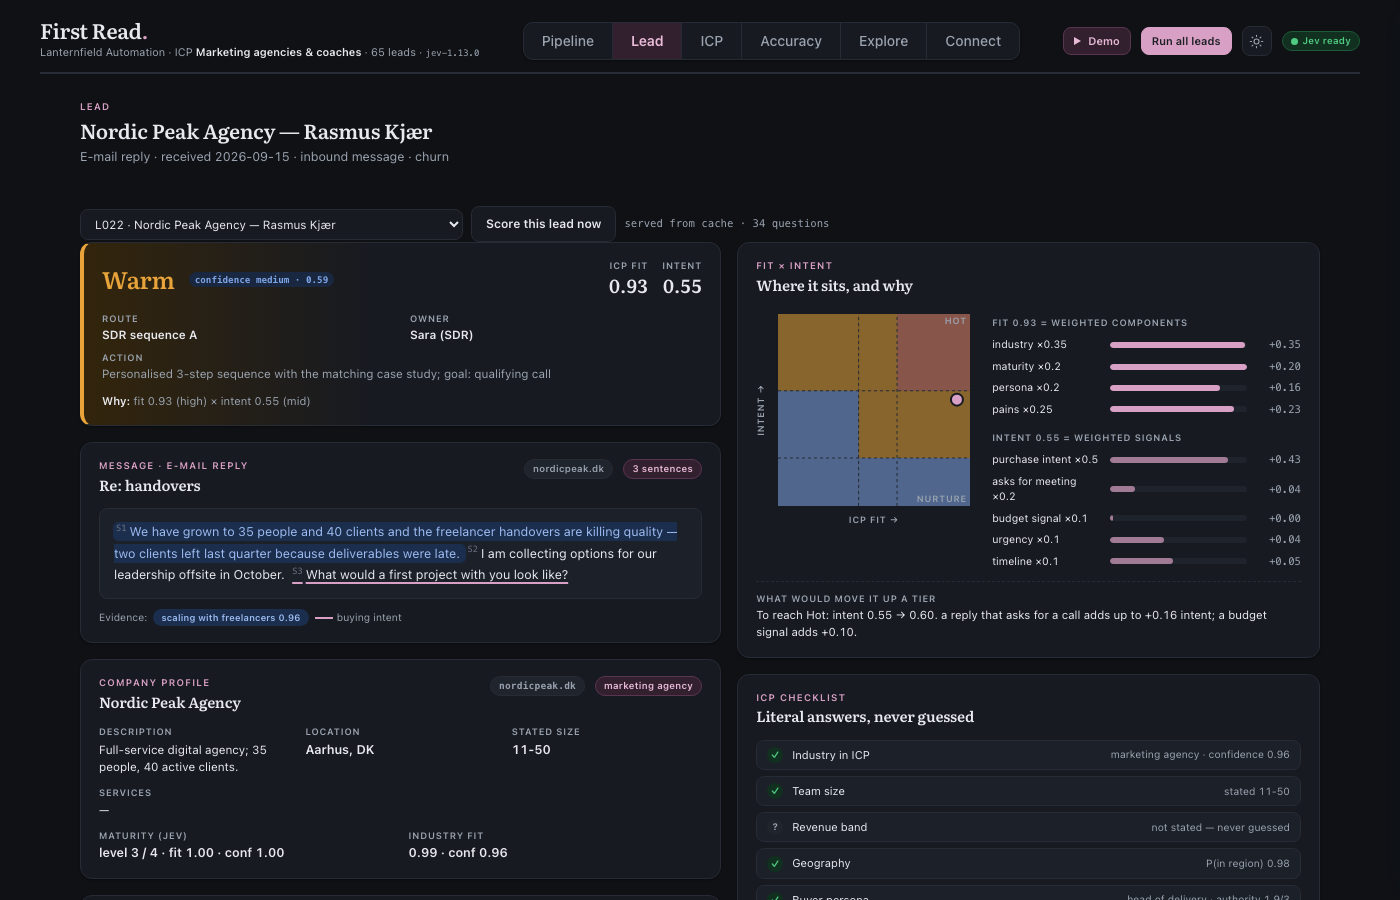 First Read.
Lanternfield Automation · ICP Marketing agencies & coaches · 65 leads · jev-1.13.0
Pipeline
Lead
ICP
Accuracy
Explore
Connect
Demo
Run all leads
Jev ready
LEAD
Nordic Peak Agency — Rasmus Kjær
E-mail reply · received 2026-09-15 · inbound message · churn
L022 · Nordic Peak Agency — Rasmus Kjær
Score this lead now
served from cache · 34 questions
Warm
confidence medium · 0.59
ICP FIT
0.93
INTENT
0.55
ROUTE
SDR sequence A
OWNER
Sara (SDR)
ACTION
Personalised 3-step sequence with the matching case study; goal: qualifying call
Why: fit 0.93 (high) × intent 0.55 (mid)
MESSAGE · E-MAIL REPLY
Re: handovers
nordicpeak.dk
3 sentences
S1 We have grown to 35 people and 40 clients and the freelancer handovers are killing quality —
two clients left last quarter because deliverables were late. S2 I am collecting options for our
leadership offsite in October. S3 What would a first project with you look like?
Evidence: scaling with freelancers 0.96 buying intent
COMPANY PROFILE
Nordic Peak Agency
nordicpeak.dk
marketing agency
DESCRIPTION
Full-service digital agency; 35
people, 40 active clients.
LOCATION
Aarhus, DK
STATED SIZE
11-50
SERVICES
—
MATURITY (JEV)
level 3 / 4 · fit 1.00 · conf 1.00
INDUSTRY FIT
0.99 · conf 0.96
FIT × INTENT
Where it sits, and why
HOT
NURTURE
INTENT →
ICP FIT →
FIT 0.93 = WEIGHTED COMPONENTS
industry ×0.35 +0.35
maturity ×0.2 +0.20
persona ×0.2 +0.16
pains ×0.25 +0.23
INTENT 0.55 = WEIGHTED SIGNALS
purchase intent ×0.5 +0.43
asks for meeting
×0.2 +0.04
budget signal ×0.1 +0.00
urgency ×0.1 +0.04
timeline ×0.1 +0.05
WHAT WOULD MOVE IT UP A TIER
To reach Hot: intent 0.55 → 0.60. a reply that asks for a call adds up to +0.16 intent; a budget
signal adds +0.10.
ICP CHECKLIST
Literal answers, never guessed
Industry in ICP marketing agency · confidence 0.96
Team size stated 11-50
? Revenue band not stated — never guessed
Geography P(in region) 0.98
Buyer persona head of delivery · authority 1.9/3